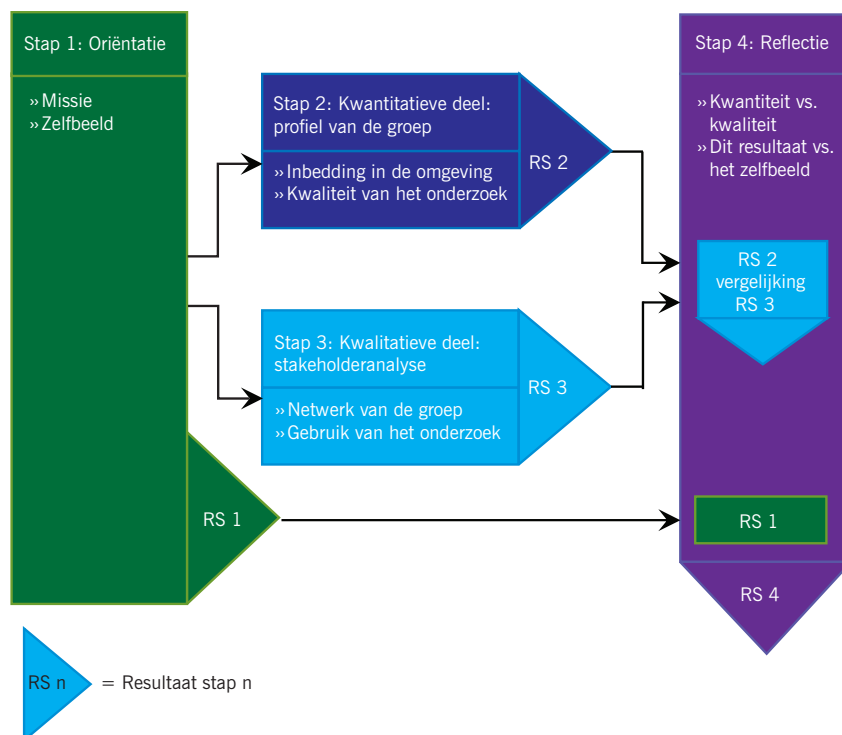 Stap 1: Oriëntatie
»Missie
»Zelfbeeld
RS 1
Stap 2: Kwantitatieve deel:
profiel van de groep
»Inbedding in de omgeving
»Kwaliteit van het onderzoek
RS 2
Stap 3: Kwalitatieve deel:
stakeholderanalyse
»Netwerk van de groep
»Gebruik van het onderzoek
RS 3
Stap 4: Reflectie
»Kwantiteit vs.
kwaliteit
»Dit resultaat vs.
het zelfbeeld
RS 2
vergelijking
RS 3
RS 1
RS 4
RS n
= Resultaat stap n